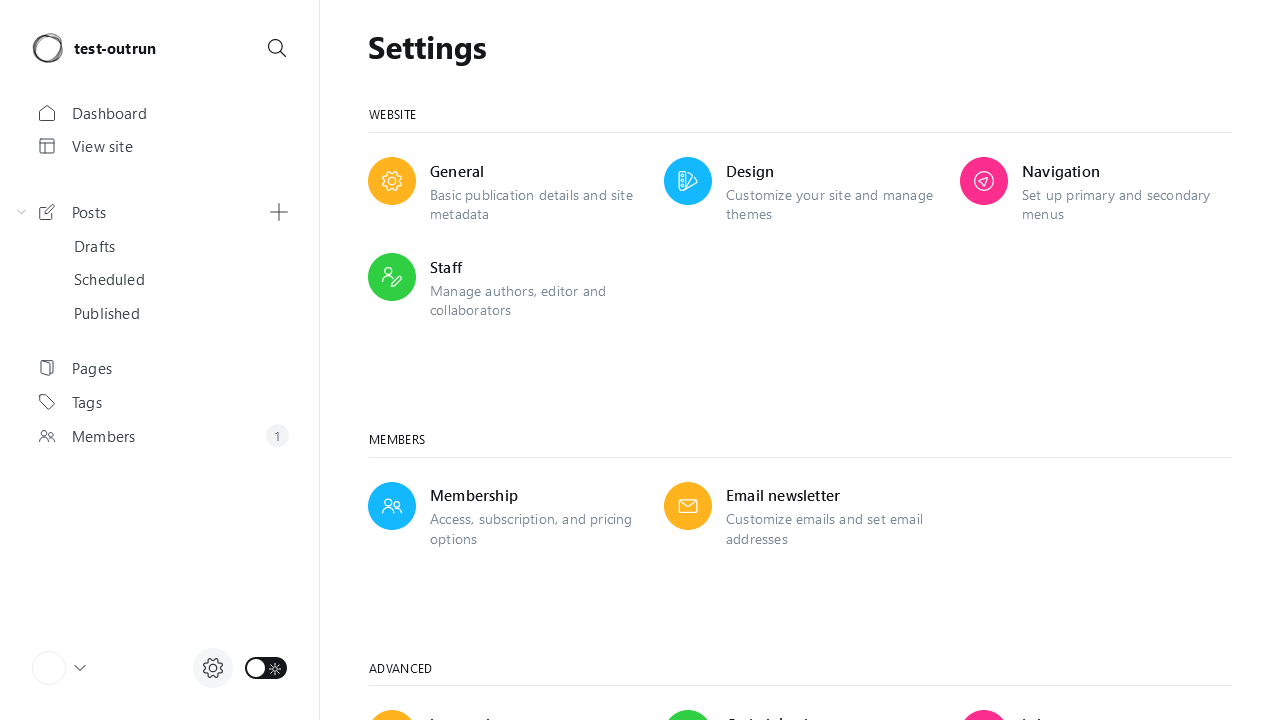 test-outrun
Dashboard
View site
Posts
Drafts
Scheduled
Published
Pages
Tags
Members
1
Settings
WEBSITE
General
Basic publication details and site
metadata
Design
Customize your site and manage
themes
Navigation
Set up primary and secondary
menus
Staff
Manage authors, editor and
collaborators
MEMBERS
Membership
Access, subscription, and pricing
options
Email newsletter
Customize emails and set email
addresses
ADVANCED